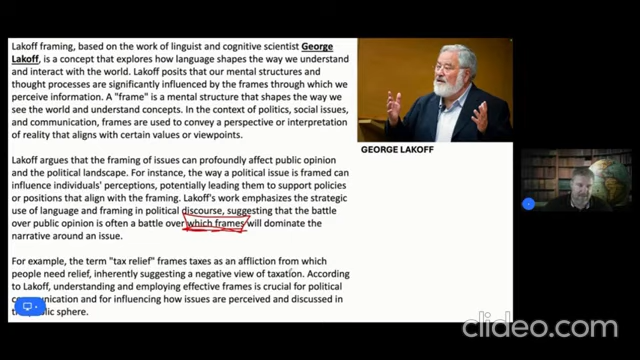 Lakoff framing, based on the work of linguist and cognitive scientist George
Lakoff, is a concept that explores how language shapes the way we understand
and interact with the world. Lakoff posits that our mental structures and
thought processes are significantly influenced by the frames through which we
perceive information. A "frame" is a mental structure that shapes the way we
see the world and understand concepts. In the context of politics, social issues,
and communication, frames are used to convey a perspective or interpretation
of reality that aligns with certain values or viewpoints.
Lakoff argues that the framing of issues can profoundly affect public opinion
and the political landscape. For instance, the way a political issue is framed can
influence individuals' perceptions, potentially leading them to support policies
or positions that align with the framing. Lakoff's work emphasizes the strategic
use of language and framing in political discourse, suggesting that the battle
over public opinion is often a battle over which frames will dominate the
narrative around an issue.
For example, the term "tax relief" frames taxes as an affliction from which
people need relief, inherently suggesting a negative view of taxation. According
to Lakoff, understanding and employing effective frames is crucial for political
and for influencing how issues are perceived and discussed in
sphere.
GEORGE LAKOFF
clideo.com